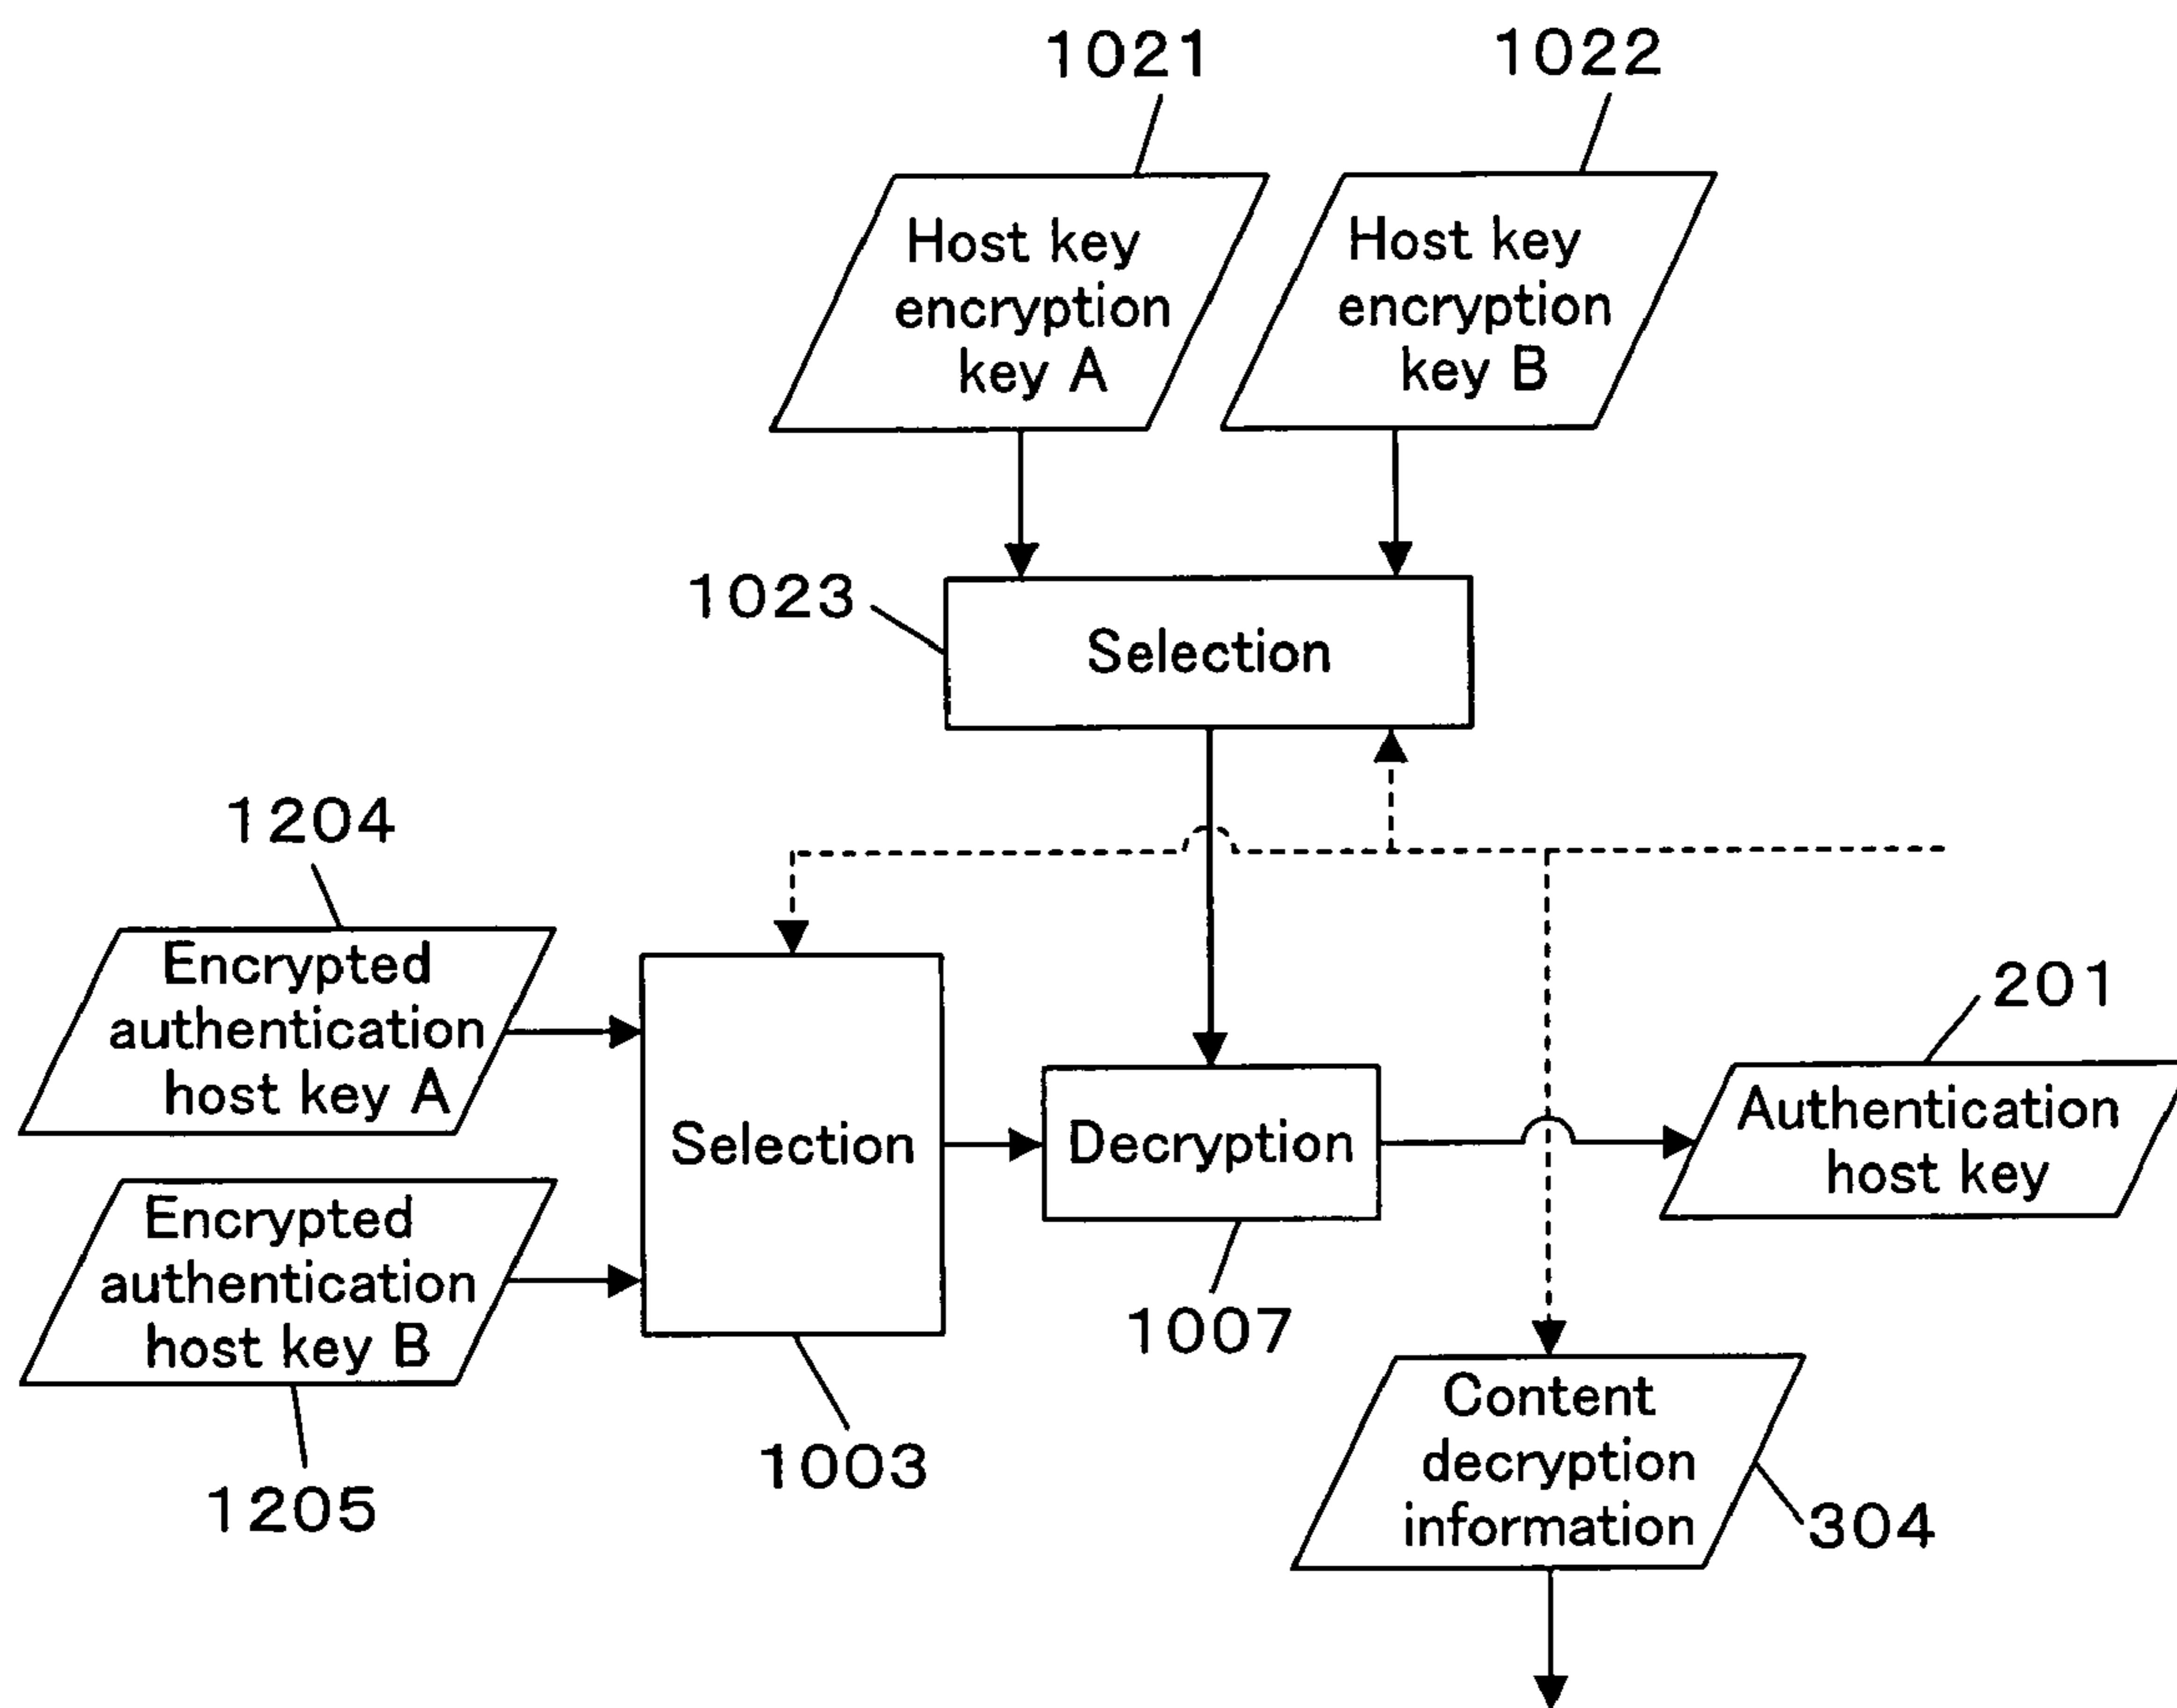 1021
1022
Host key
encryption
key A
Host key
encryption
key B
1023
Selection
1204
Encrypted
authentication
host key A
201
Authentication
host key
Selection
Decryption
Encrypted
authentication
host key B
1007
1003
1205
Content
decryption
information
304